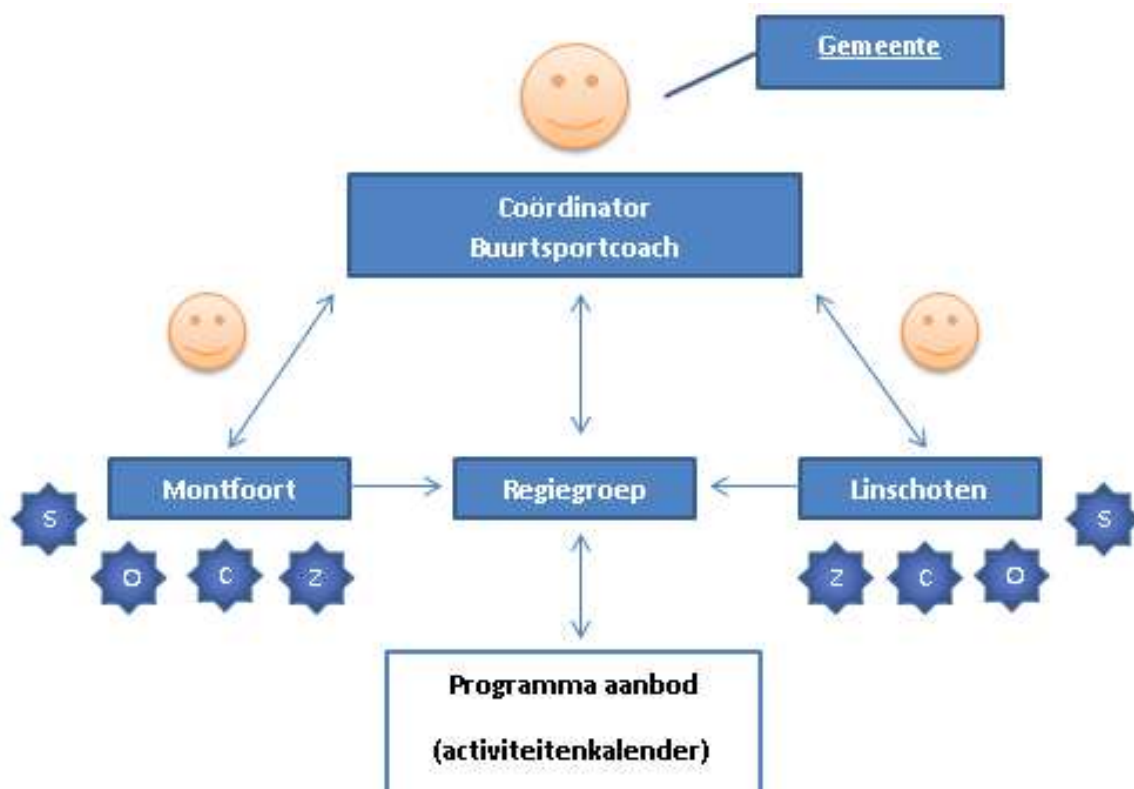 Gemeente
Coördinator
Buurtsportcoach
Montfoort
Regiegroep
Linschoten
S
O
C
Z
Z
C
O
S
Programma aanbod
(activiteitenkalender)